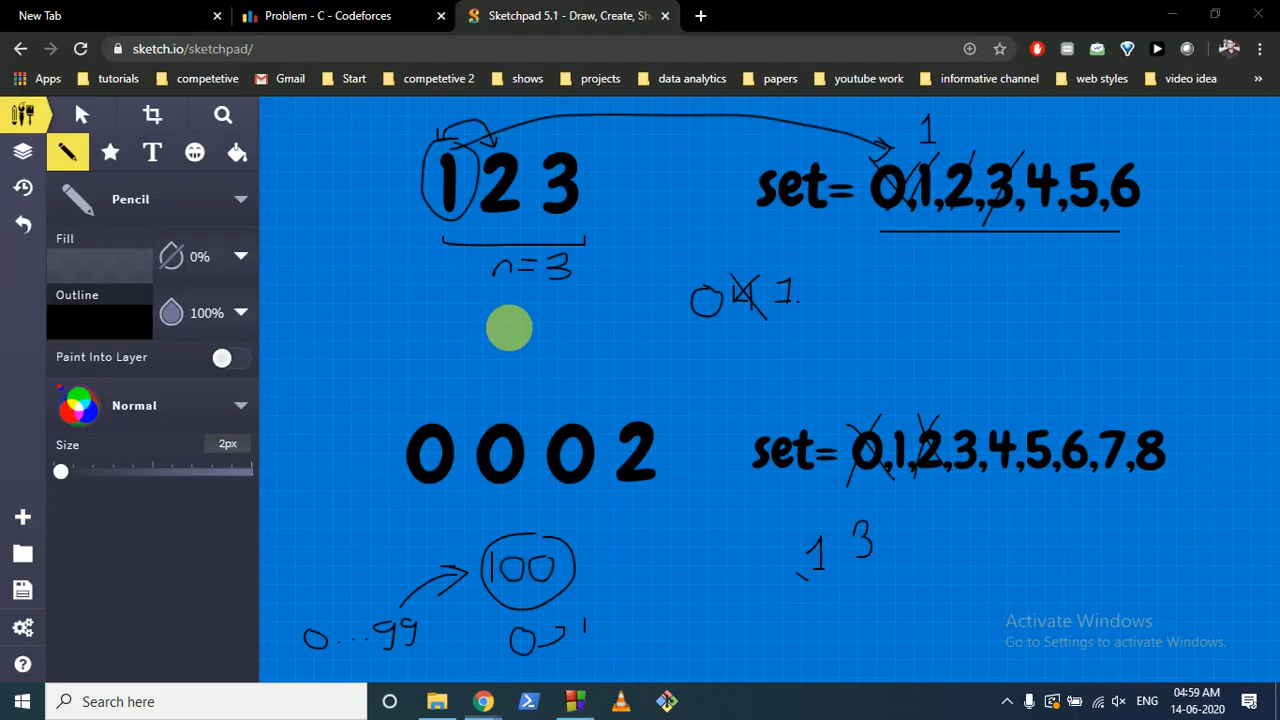 New Tab
Problem - C - Codeforces
Sketchpad 5.1 - Draw, Create, Sh
sketch.io/sketchpad/
Apps tutorials competetive Gmail Start competetive 2 shows projects data analytics papers youtube work informative channel web styles video idea »
Pencil
Fill
0%
Outline
100%
Paint Into Layer
Normal
Size
2px
1 2 3
n=3
1
set= 0,1,2,3,4,5,6
0 4 1.
0 0 0 2
set= 0,1,2,3,4,5,6,7,8
100
0...99
1 3
Activate Windows
Go to Settings to activate Windows.
Type here to search
ENG
04:59 AM
14-06-2020